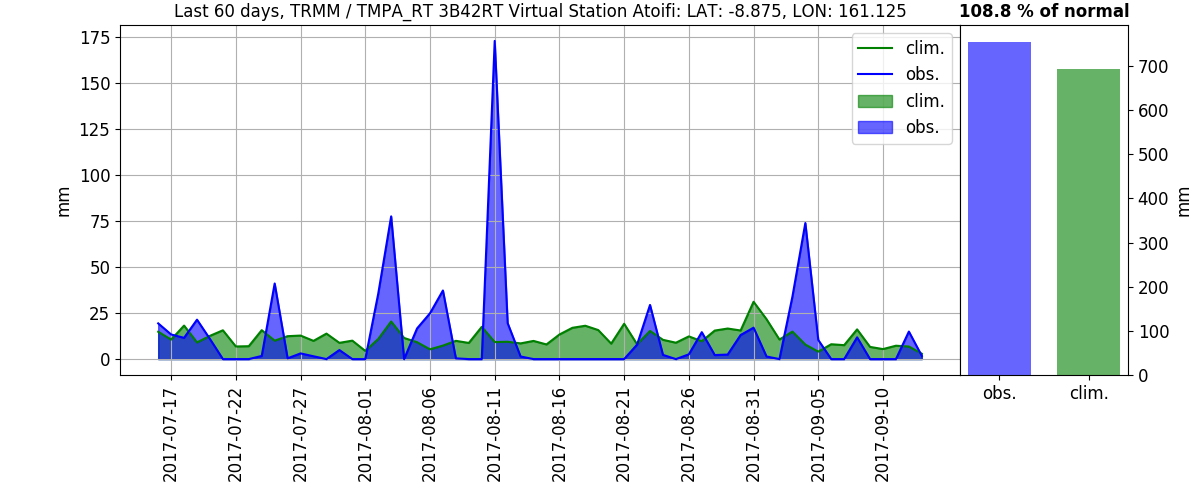 Last 60 days, TRMM / TMPA_RT 3B42RT Virtual Station Atoifi: LAT: -8.875, LON: 161.125
108.8 % of normal
175
150
125
100
75
50
25
0
mm
clim.
obs.
clim.
obs.
700
600
500
400
300
200
100
0
mm
2017-07-17
2017-07-22
2017-07-27
2017-08-01
2017-08-06
2017-08-11
2017-08-16
2017-08-21
2017-08-26
2017-08-31
2017-09-05
2017-09-10
obs.
clim.